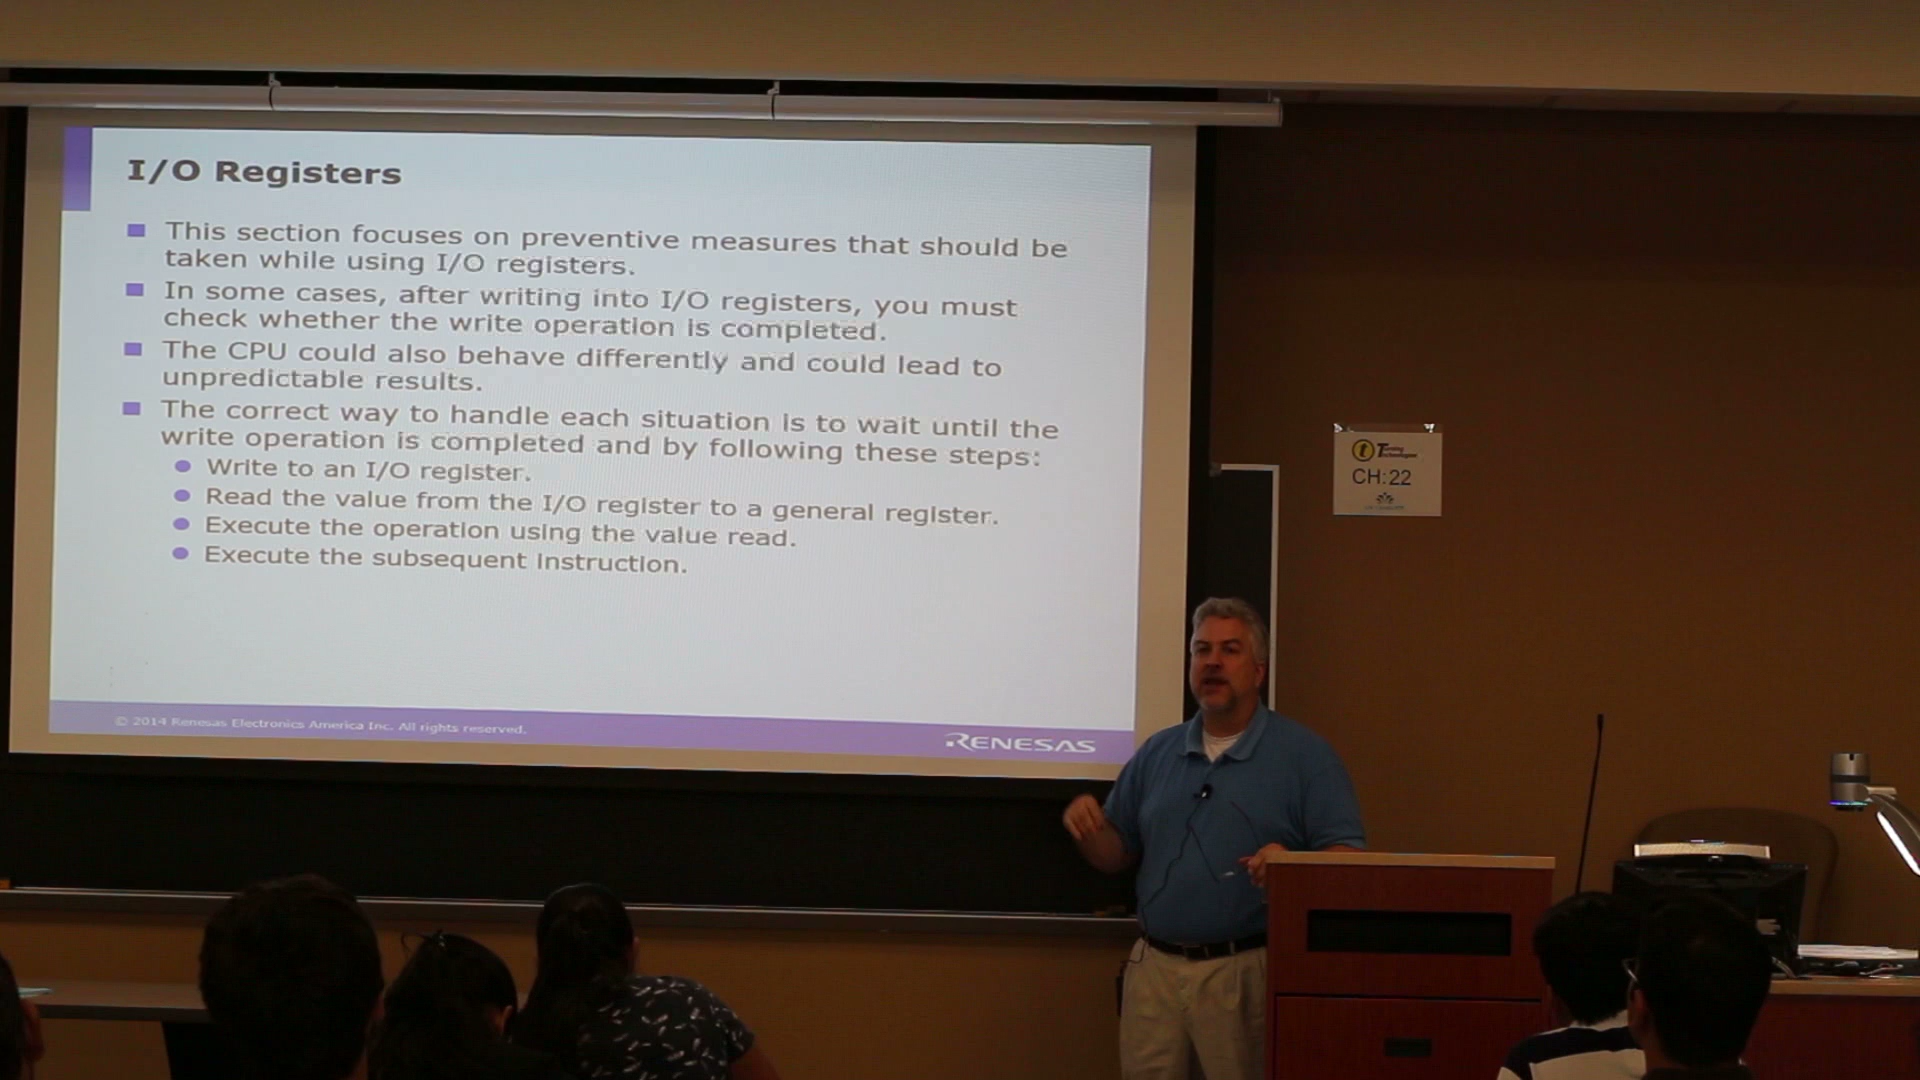 I/O Registers
This section focuses on preventive measures that should be
taken while using I/O registers.
In some cases, after writing into I/O registers, you must
check whether the write operation is completed.
The CPU could also behave differently and could lead to
unpredictable results.
The correct way to handle each situation is to wait until the
write operation is completed and by following these steps:
Write to an I/O register.
Read the value from the I/O register to a general register.
Execute the operation using the value read.
Execute the subsequent instruction.
© 2014 Renesas Electronics America Inc. All rights reserved.
RENESAS
Turning
Technologies
CH:22